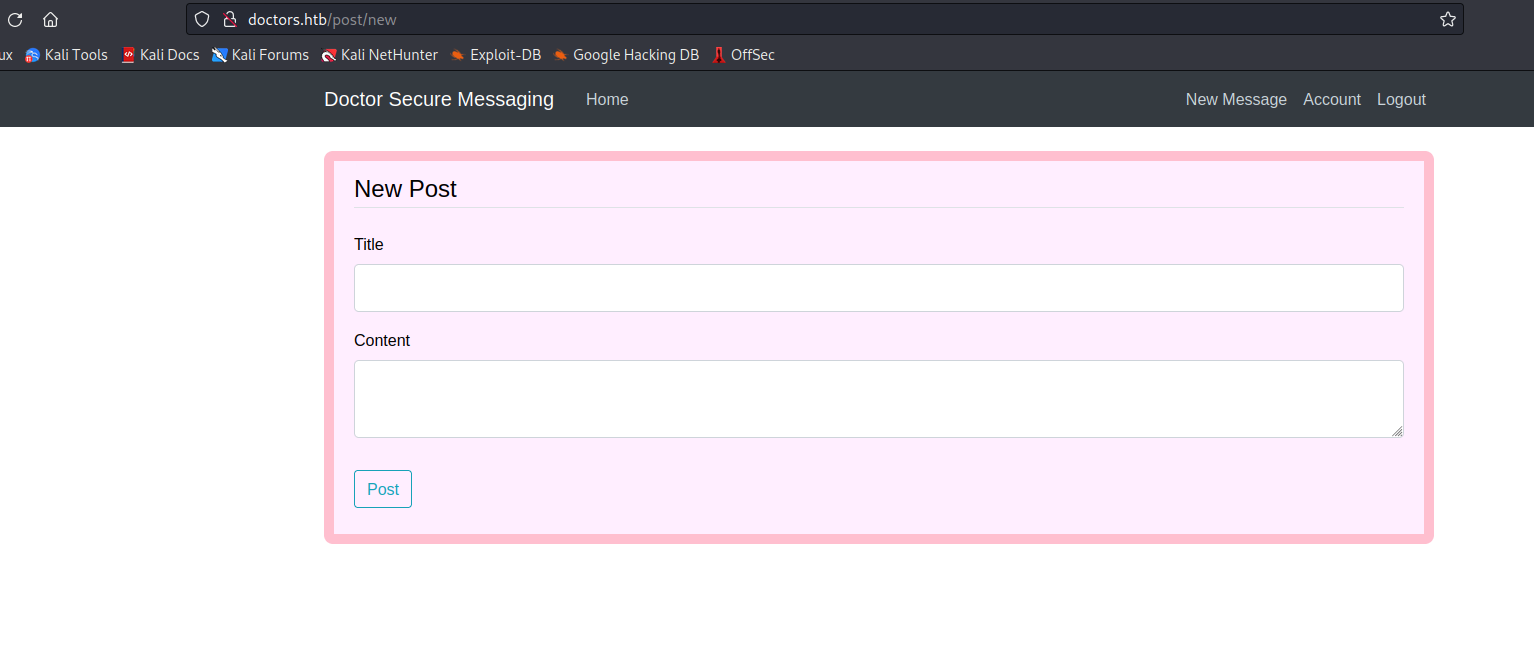 doctors.htb/post/new
ux Kali Tools Kali Docs Kali Forums Kali NetHunter Exploit-DB Google Hacking DB OffSec
Doctor Secure Messaging Home New Message Account Logout
New Post
Title
Content
Post